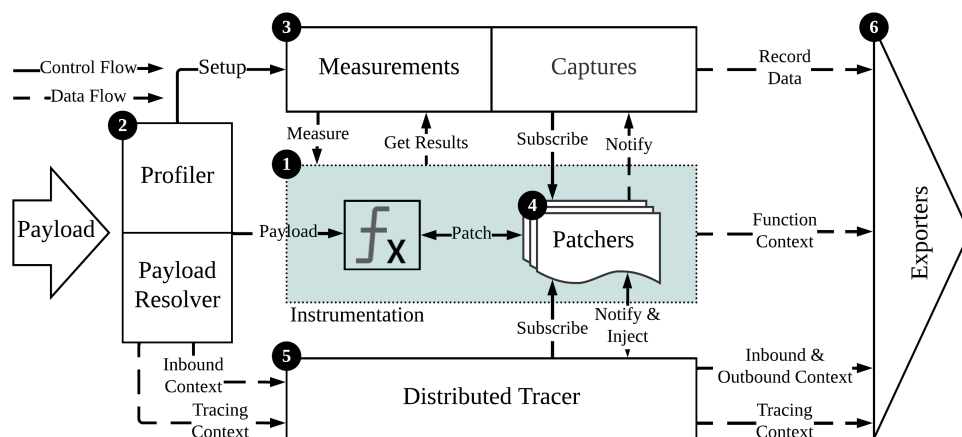 3
6
Measurements
Captures
Record
Data
Setup
Control Flow
Data Flow
2
Measure
Get Results
Subscribe
Notify
1
Profiler
4
Payload
Payload
fx
Patch
Patchers
Function
Context
Exporters
Payload
Resolver
Instrumentation
Subscribe
Notify &
Inject
5
Inbound
Context
Inbound &
Outbound Context
Distributed Tracer
Tracing
Context
Tracing
Context